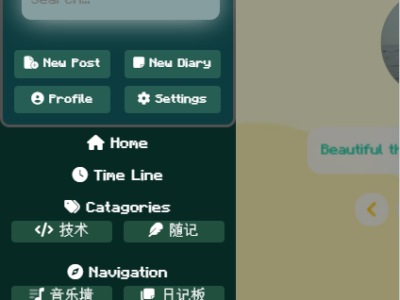 Search...
New Post
New Diary
Profile
Settings
Home
Time Line
Catagories
技术
随记
Navigation
音乐墙
日记板
Beautiful th